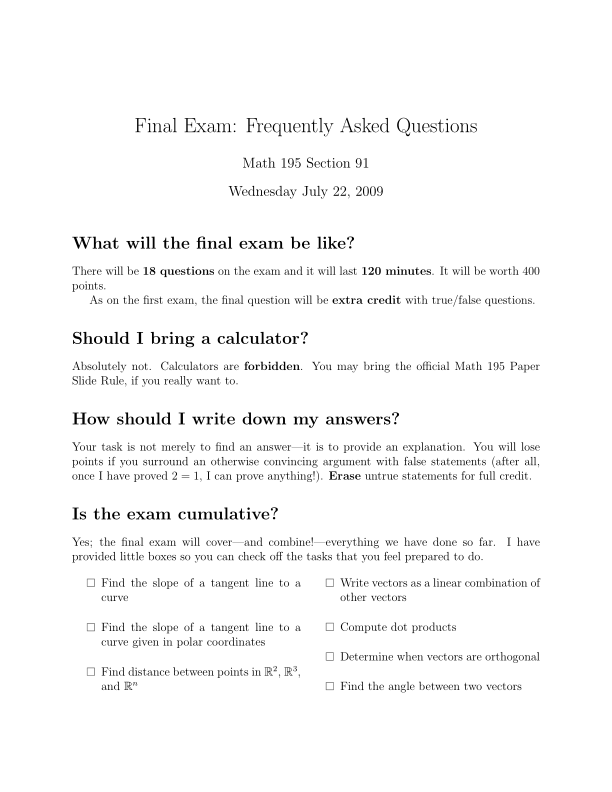 Final Exam: Frequently Asked Questions
Math 195 Section 91
Wednesday July 22, 2009
What will the final exam be like?
There will be 18 questions on the exam and it will last 120 minutes. It will be worth 400
points.
As on the first exam, the final question will be extra credit with true/false questions.
Should I bring a calculator?
Absolutely not. Calculators are forbidden. You may bring the official Math 195 Paper
Slide Rule, if you really want to.
How should I write down my answers?
Your task is not merely to find an answer—it is to provide an explanation. You will lose
points if you surround an otherwise convincing argument with false statements (after all,
once I have proved 2 = 1, I can prove anything!). Erase untrue statements for full credit.
Is the exam cumulative?
Yes; the final exam will cover—and combine!—everything we have done so far. I have
provided little boxes so you can check off the tasks that you feel prepared to do.
□ Find the slope of a tangent line to a
curve
□ Find the slope of a tangent line to a
curve given in polar coordinates
□ Find distance between points in ℝ², ℝ³,
and ℝⁿ
□ Write vectors as a linear combination of
other vectors
□ Compute dot products
□ Determine when vectors are orthogonal
□ Find the angle between two vectors